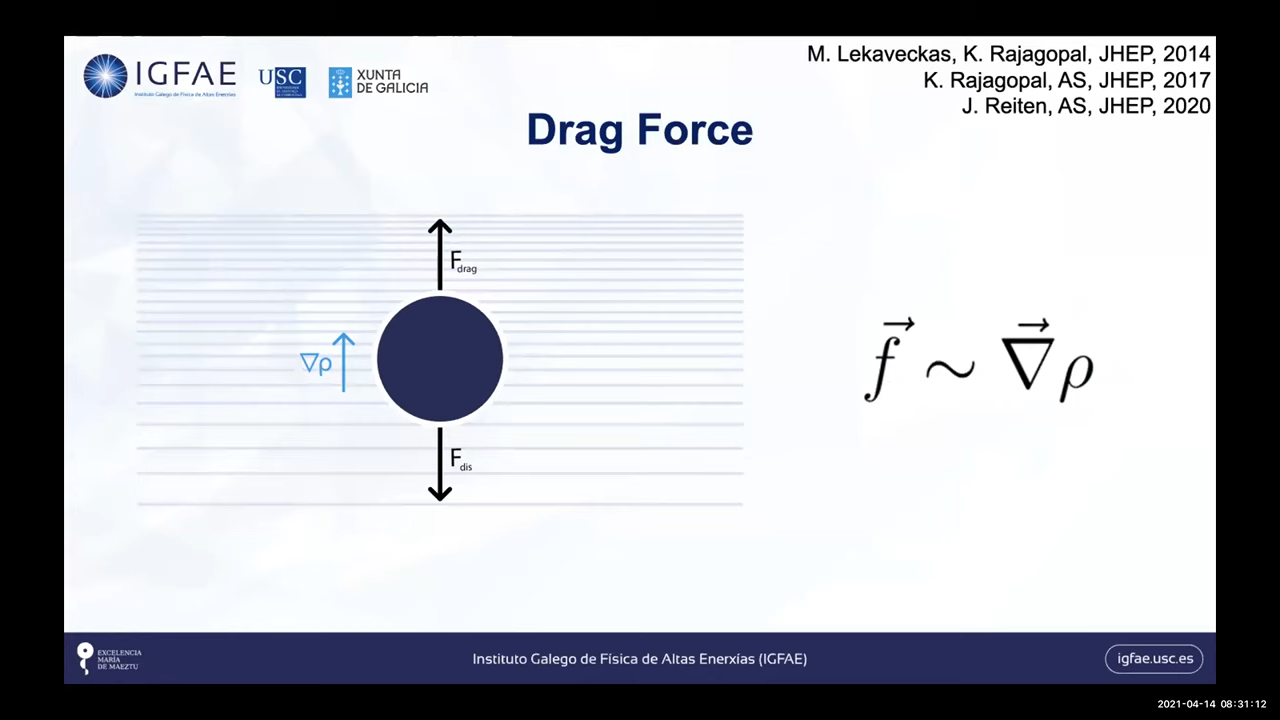 IGFAE
Instituto Galego de Física de Altas Enerxías
USC
XUNTA
DE GALICIA
M. Lekaveckas, K. Rajagopal, JHEP, 2014
K. Rajagopal, AS, JHEP, 2017
J. Reiten, AS, JHEP, 2020
Drag Force
F_drag
∇ρ
F_dis
\vec{f} ∼ \vec{∇}ρ
EXCELENCIA
MARÍA
DE MAEZTU
Instituto Galego de Física de Altas Enerxías (IGFAE)
igfae.usc.es
2021-04-14 08:31:12